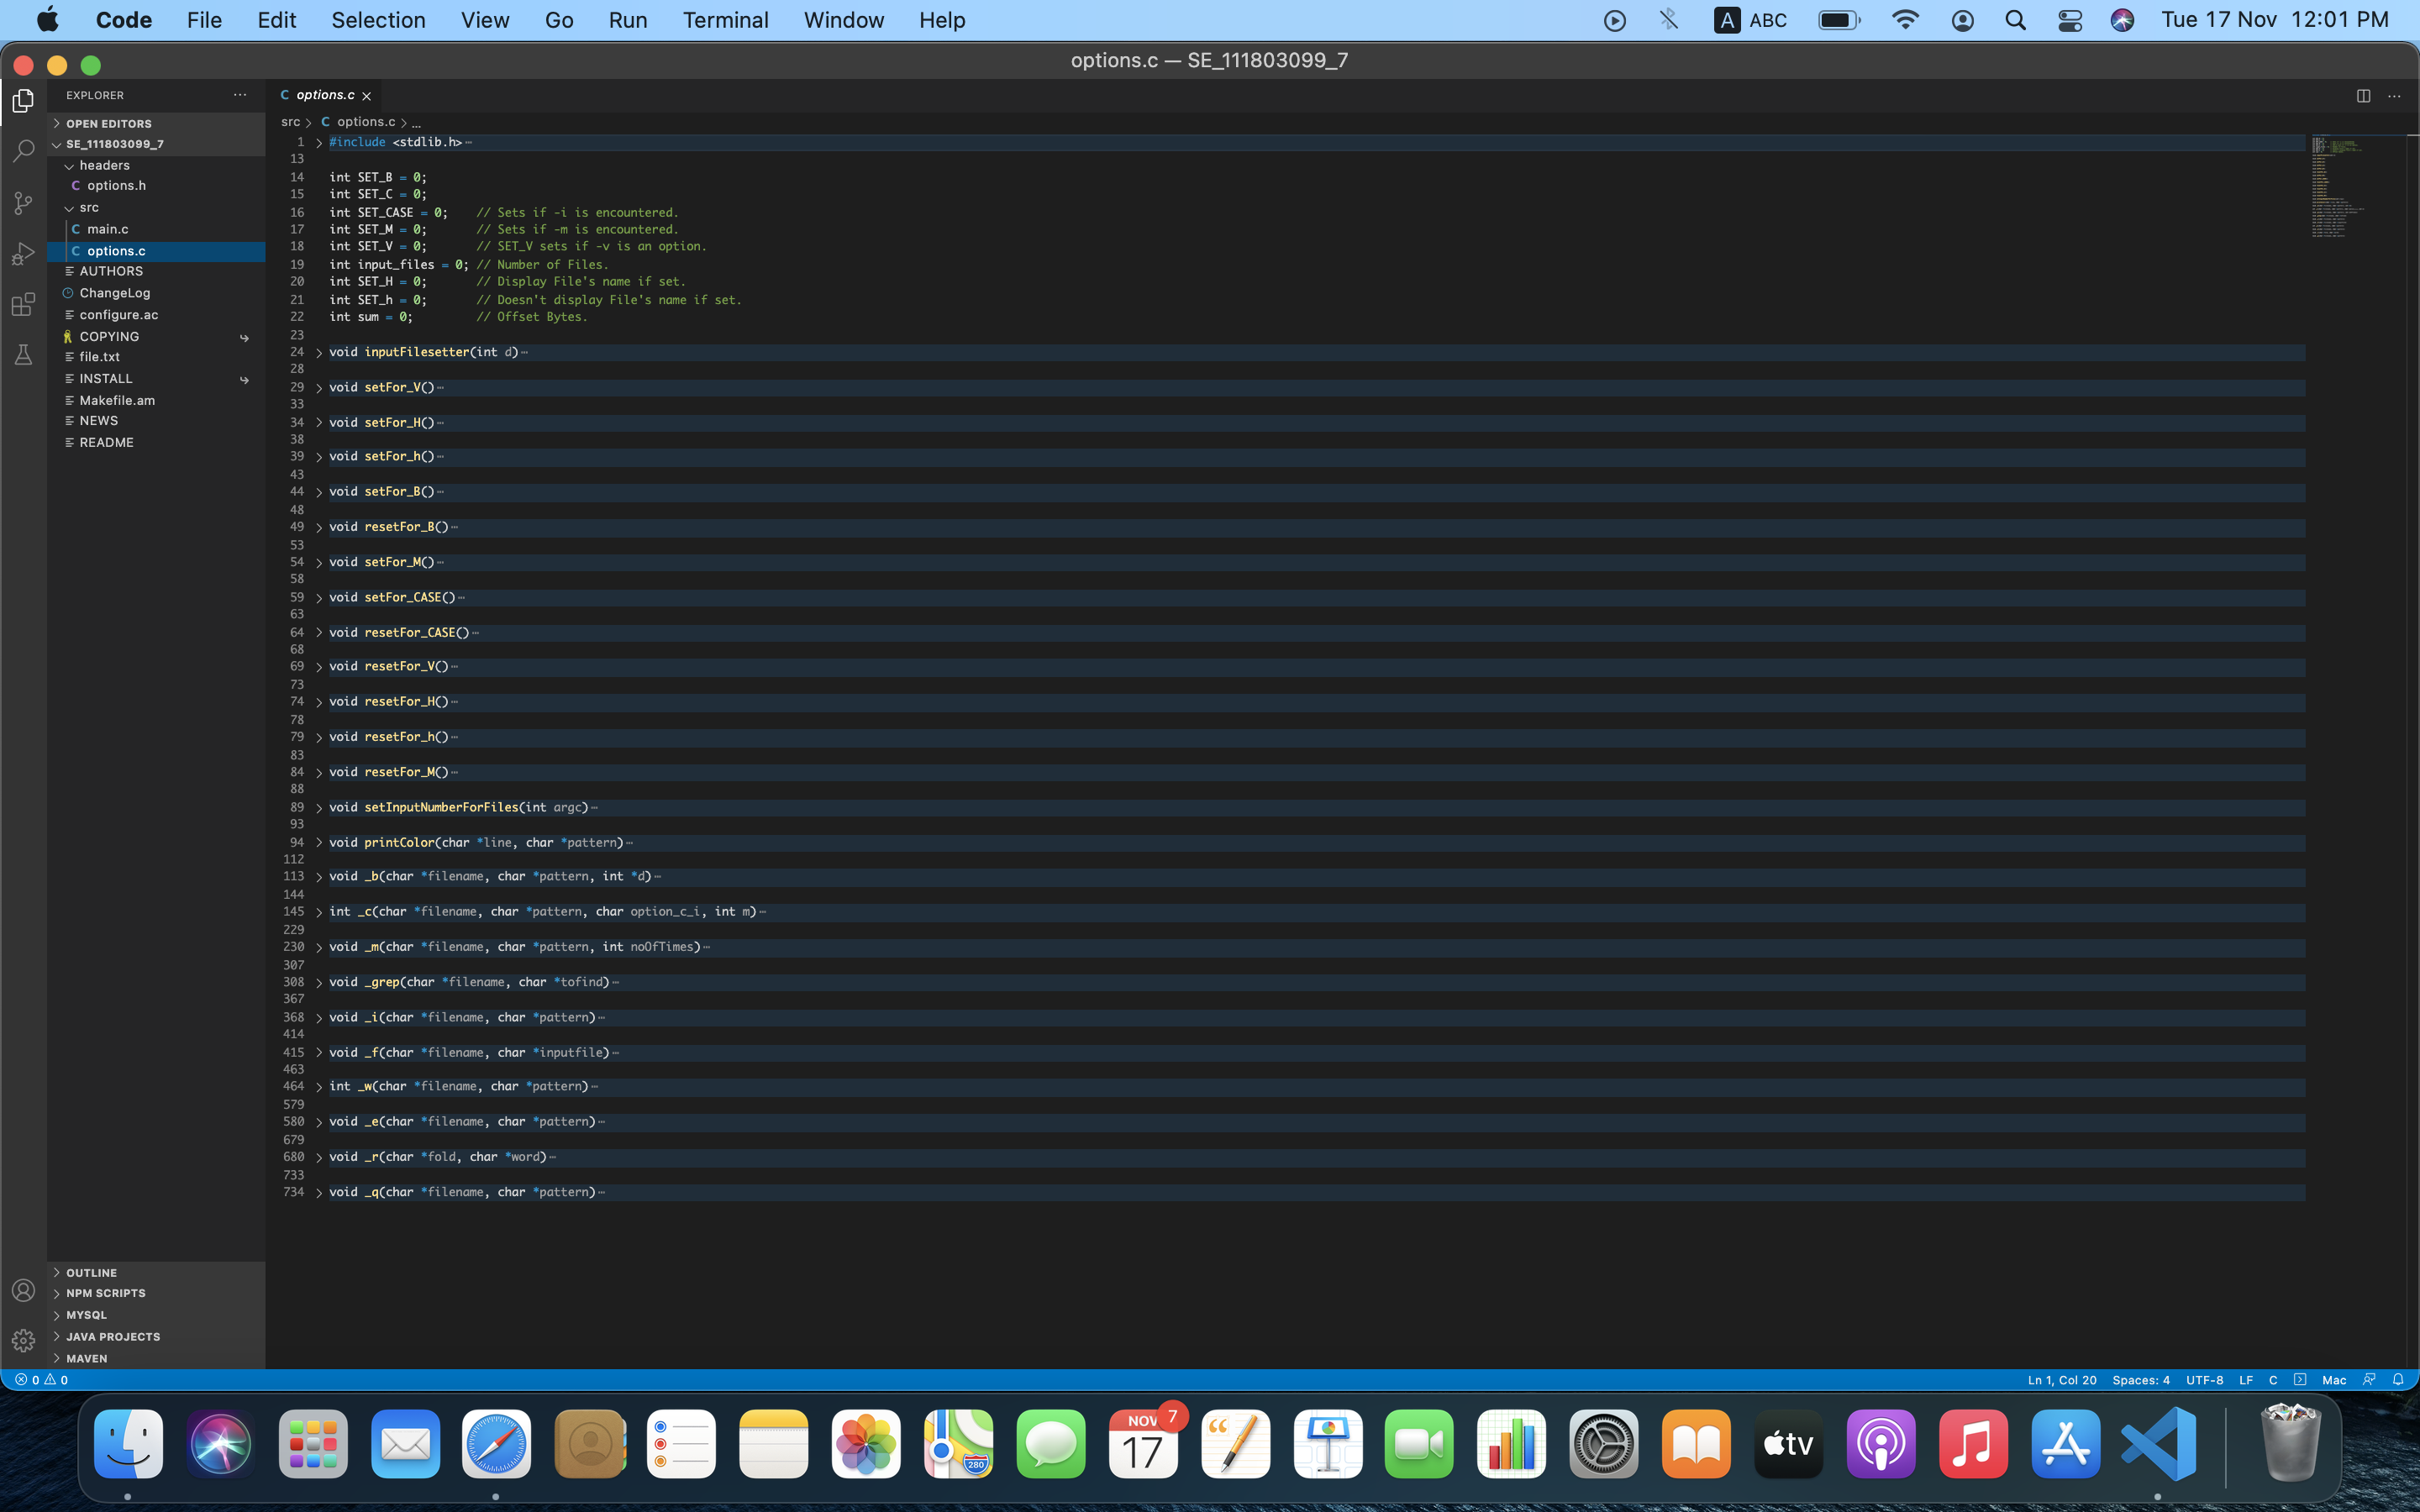 Code File Edit Selection View Go Run Terminal Window Help A ABC Tue 17 Nov 12:01 PM
options.c — SE_111803099_7
EXPLORER
C options.c
OPEN EDITORS
SE_111803099_7
headers
C options.h
src
C main.c
C options.c
AUTHORS
ChangeLog
configure.ac
COPYING
file.txt
INSTALL
Makefile.am
NEWS
README
OUTLINE
NPM SCRIPTS
MYSQL
JAVA PROJECTS
MAVEN
src > C options.c > ...
1 #include <stdlib.h>
13
14 int SET_B = 0;
15 int SET_C = 0;
16 int SET_CASE = 0; // Sets if -i is encountered.
17 int SET_M = 0; // Sets if -m is encountered.
18 int SET_V = 0; // SET_V sets if -v is an option.
19 int input_files = 0; // Number of Files.
20 int SET_H = 0; // Display File's name if set.
21 int SET_h = 0; // Doesn't display File's name if set.
22 int sum = 0; // Offset Bytes.
23
24 void inputFilesetter(int d)
28
29 void setFor_V()
33
34 void setFor_H()
38
39 void setFor_h()
43
44 void setFor_B()
48
49 void resetFor_B()
53
54 void setFor_M()
58
59 void setFor_CASE()
63
64 void resetFor_CASE()
68
69 void resetFor_V()
73
74 void resetFor_H()
78
79 void resetFor_h()
83
84 void resetFor_M()
88
89 void setInputNumberForFiles(int argc)
93
94 void printColor(char *line, char *pattern)
112
113 void _b(char *filename, char *pattern, int *d)
144
145 int _c(char *filename, char *pattern, char option_c_i, int m)
229
230 void _m(char *filename, char *pattern, int noOfTimes)
307
308 void _grep(char *filename, char *tofind)
367
368 void _i(char *filename, char *pattern)
414
415 void _f(char *filename, char *inputfile)
463
464 int _w(char *filename, char *pattern)
579
580 void _e(char *filename, char *pattern)
679
680 void _r(char *fold, char *word)
733
734 void _q(char *filename, char *pattern)
0 0 Ln 1, Col 20 Spaces: 4 UTF-8 LF C Mac
280
NOV 7
17
tv